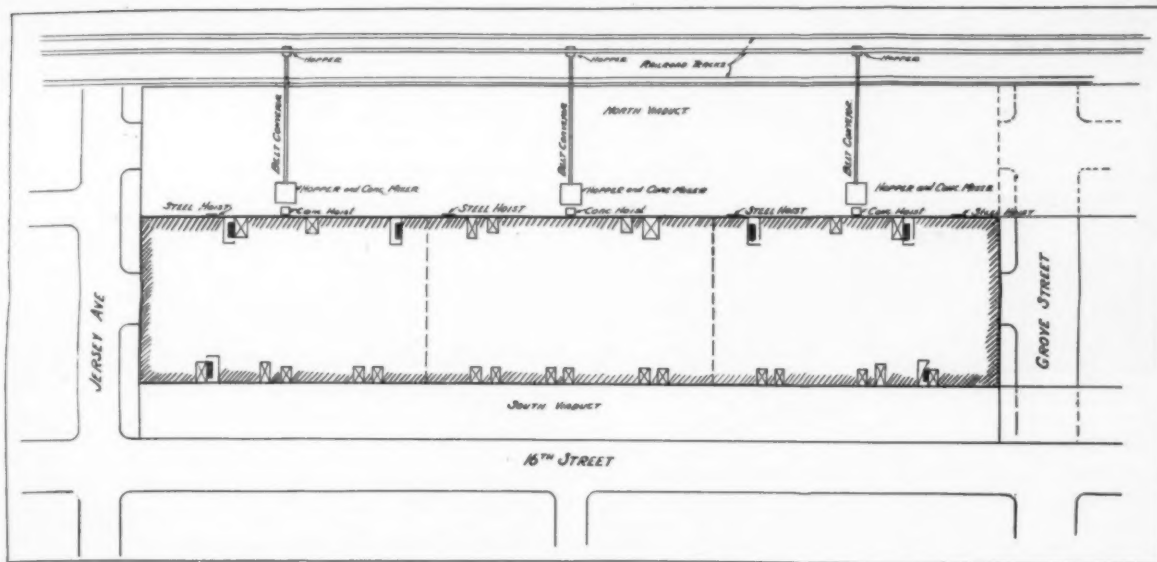 HOPPER
HOPPER
RAILROAD TRACKS
HOPPER
BELT CONVEYOR
BELT CONVEYOR
BELT CONVEYOR
NORTH VIADUCT
HOPPER and CONC. MIXER
HOPPER and CONC MIXER
HOPPER and CONC MIXER
STEEL HOIST
CONC HOIST
STEEL HOIST
CONC HOIST
STEEL HOIST
CONC HOIST
STEEL HOIST
JERSEY AVE
GROVE STREET
SOUTH VIADUCT
16TH STREET